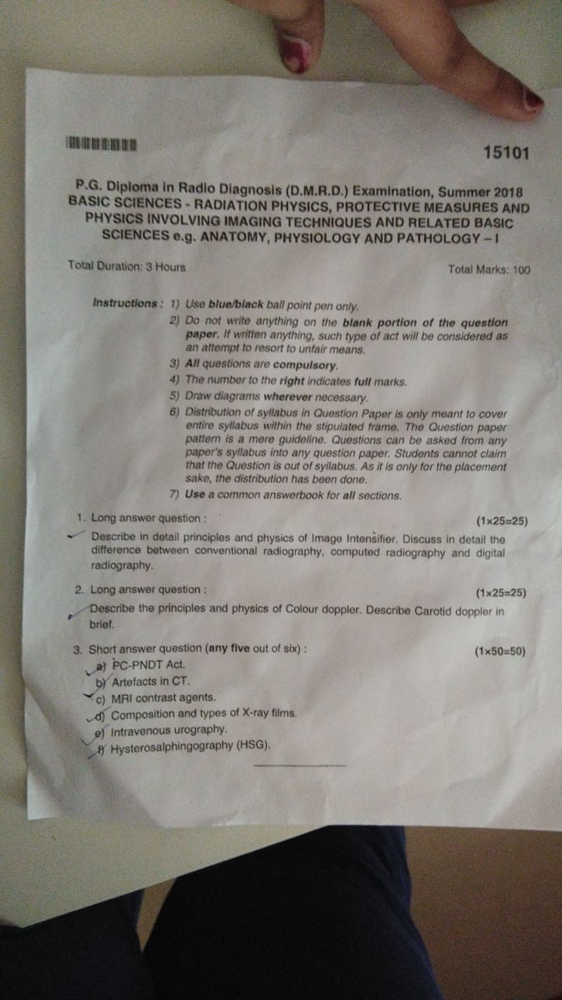 15101
P.G. Diploma in Radio Diagnosis (D.M.R.D.) Examination, Summer 2018
BASIC SCIENCES - RADIATION PHYSICS, PROTECTIVE MEASURES AND
PHYSICS INVOLVING IMAGING TECHNIQUES AND RELATED BASIC
SCIENCES e.g. ANATOMY, PHYSIOLOGY AND PATHOLOGY – I
Total Duration: 3 Hours Total Marks: 100
Instructions : 1) Use blue/black ball point pen only.
2) Do not write anything on the blank portion of the question
paper. If written anything, such type of act will be considered as
an attempt to resort to unfair means.
3) All questions are compulsory.
4) The number to the right indicates full marks.
5) Draw diagrams wherever necessary.
6) Distribution of syllabus in Question Paper is only meant to cover
entire syllabus within the stipulated frame. The Question paper
pattern is a mere guideline. Questions can be asked from any
paper's syllabus into any question paper. Students cannot claim
that the Question is out of syllabus. As it is only for the placement
sake, the distribution has been done.
7) Use a common answerbook for all sections.
1. Long answer question : (1×25=25)
Describe in detail principles and physics of Image Intensifier. Discuss in detail the
difference between conventional radiography, computed radiography and digital
radiography.
2. Long answer question : (1×25=25)
Describe the principles and physics of Colour doppler. Describe Carotid doppler in
brief.
3. Short answer question (any five out of six) : (1×50=50)
a) PC-PNDT Act.
b) Artefacts in CT.
c) MRI contrast agents.
d) Composition and types of X-ray films.
e) Intravenous urography.
f) Hysterosalphingography (HSG).